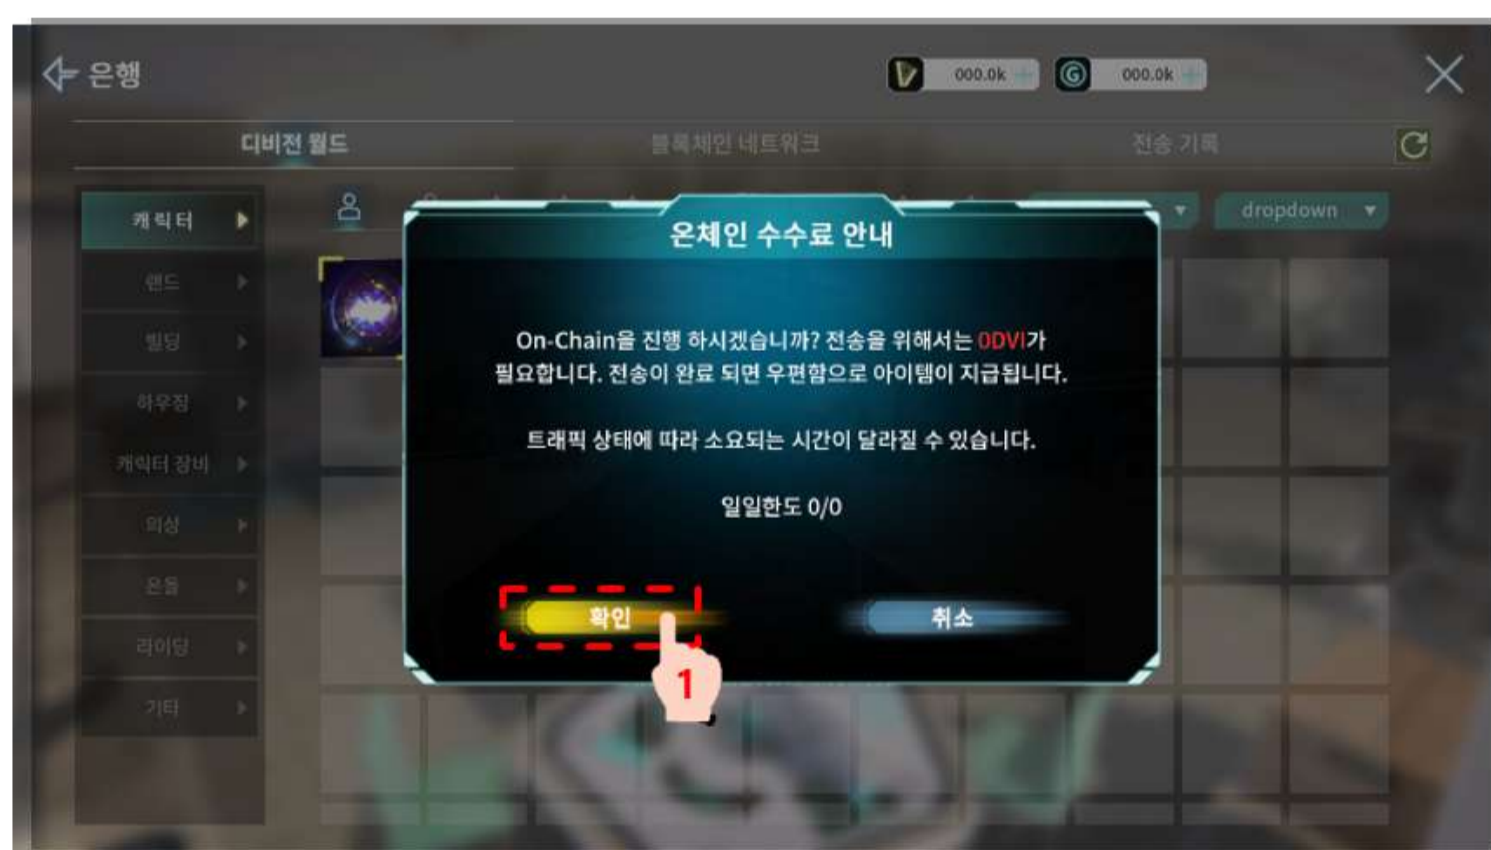 은행
000.0k
G
000.0k
디비전 월드
블록체인 네트워크
전송 기록
캐릭터
랜드
빌딩
하우징
캐릭터 장비
의상
온돌
라이딩
기타
dropdown
온체인 수수료 안내
On-Chain을 진행 하시겠습니까? 전송을 위해서는 0DVI가
필요합니다. 전송이 완료 되면 우편함으로 아이템이 지급됩니다.
트래픽 상태에 따라 소요되는 시간이 달라질 수 있습니다.
일일한도 0/0
확인
취소
1